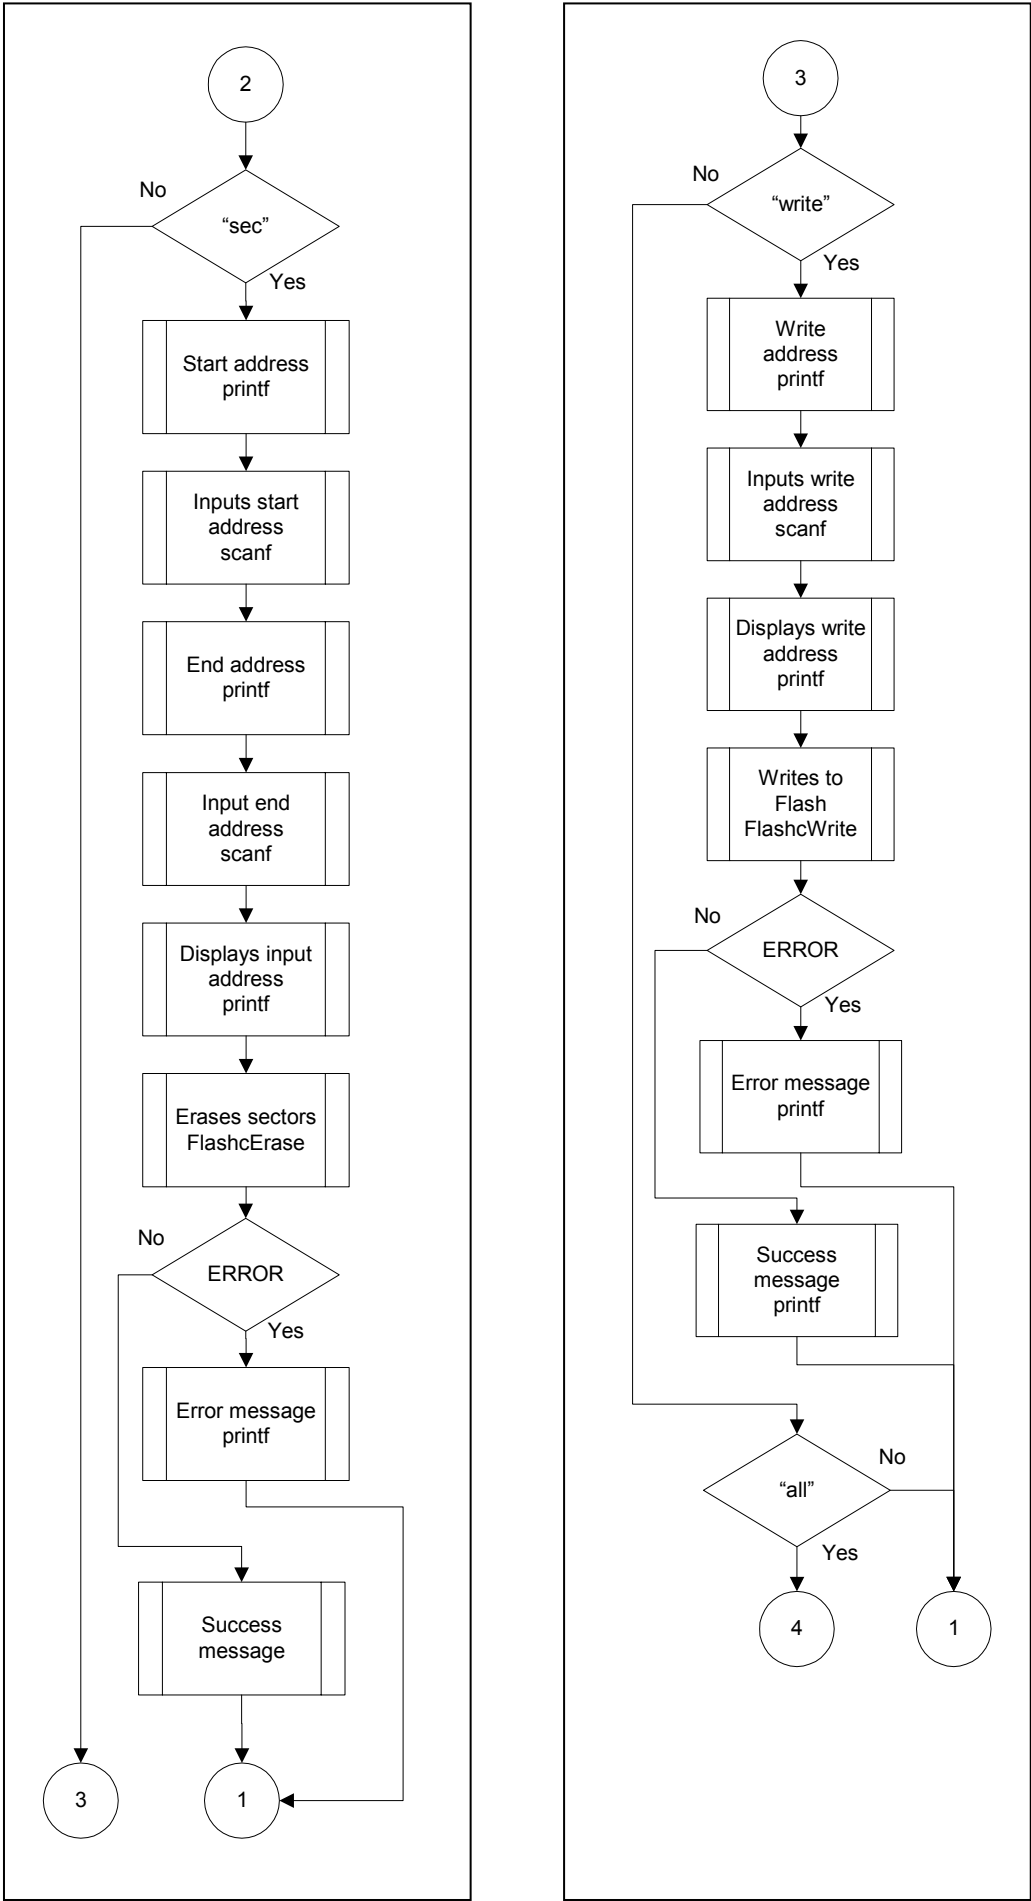 2
No
“sec”
Yes
Start address
printf
Inputs start
address
scanf
End address
printf
Input end
address
scanf
Displays input
address
printf
Erases sectors
FlashcErase
No
ERROR
Yes
Error message
printf
Success
message
3
1
3
No
“write”
Yes
Write
address
printf
Inputs write
address
scanf
Displays write
address
printf
Writes to
Flash
FlashcWrite
No
ERROR
Yes
Error message
printf
Success
message
printf
No
“all”
Yes
4
1